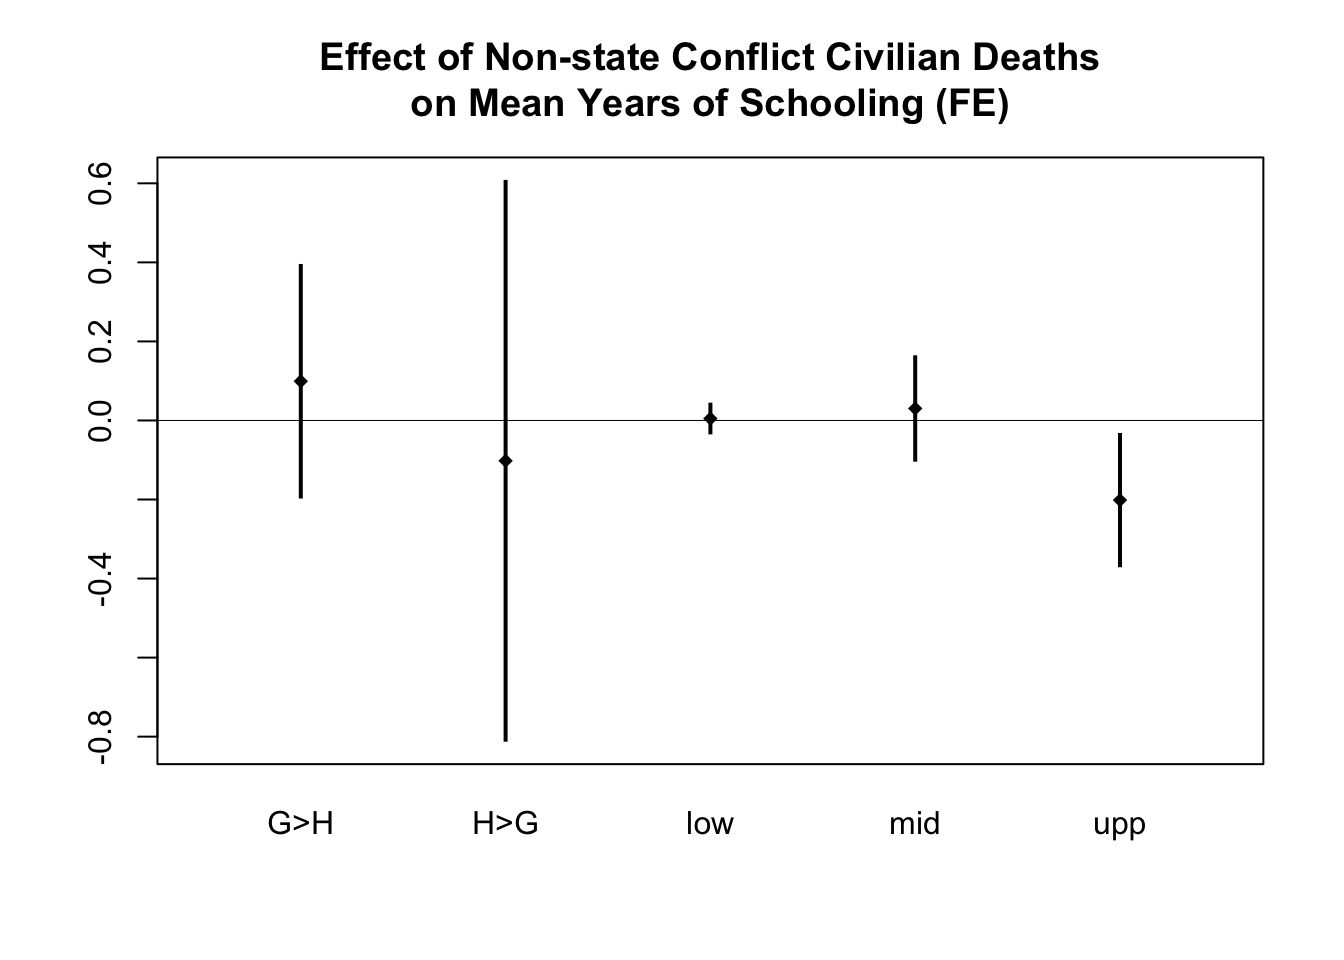 Effect of Non-state Conflict Civilian Deaths
on Mean Years of Schooling (FE)
0.6
0.4
0.2
0.0
-0.4
-0.8
G>H H>G low mid upp